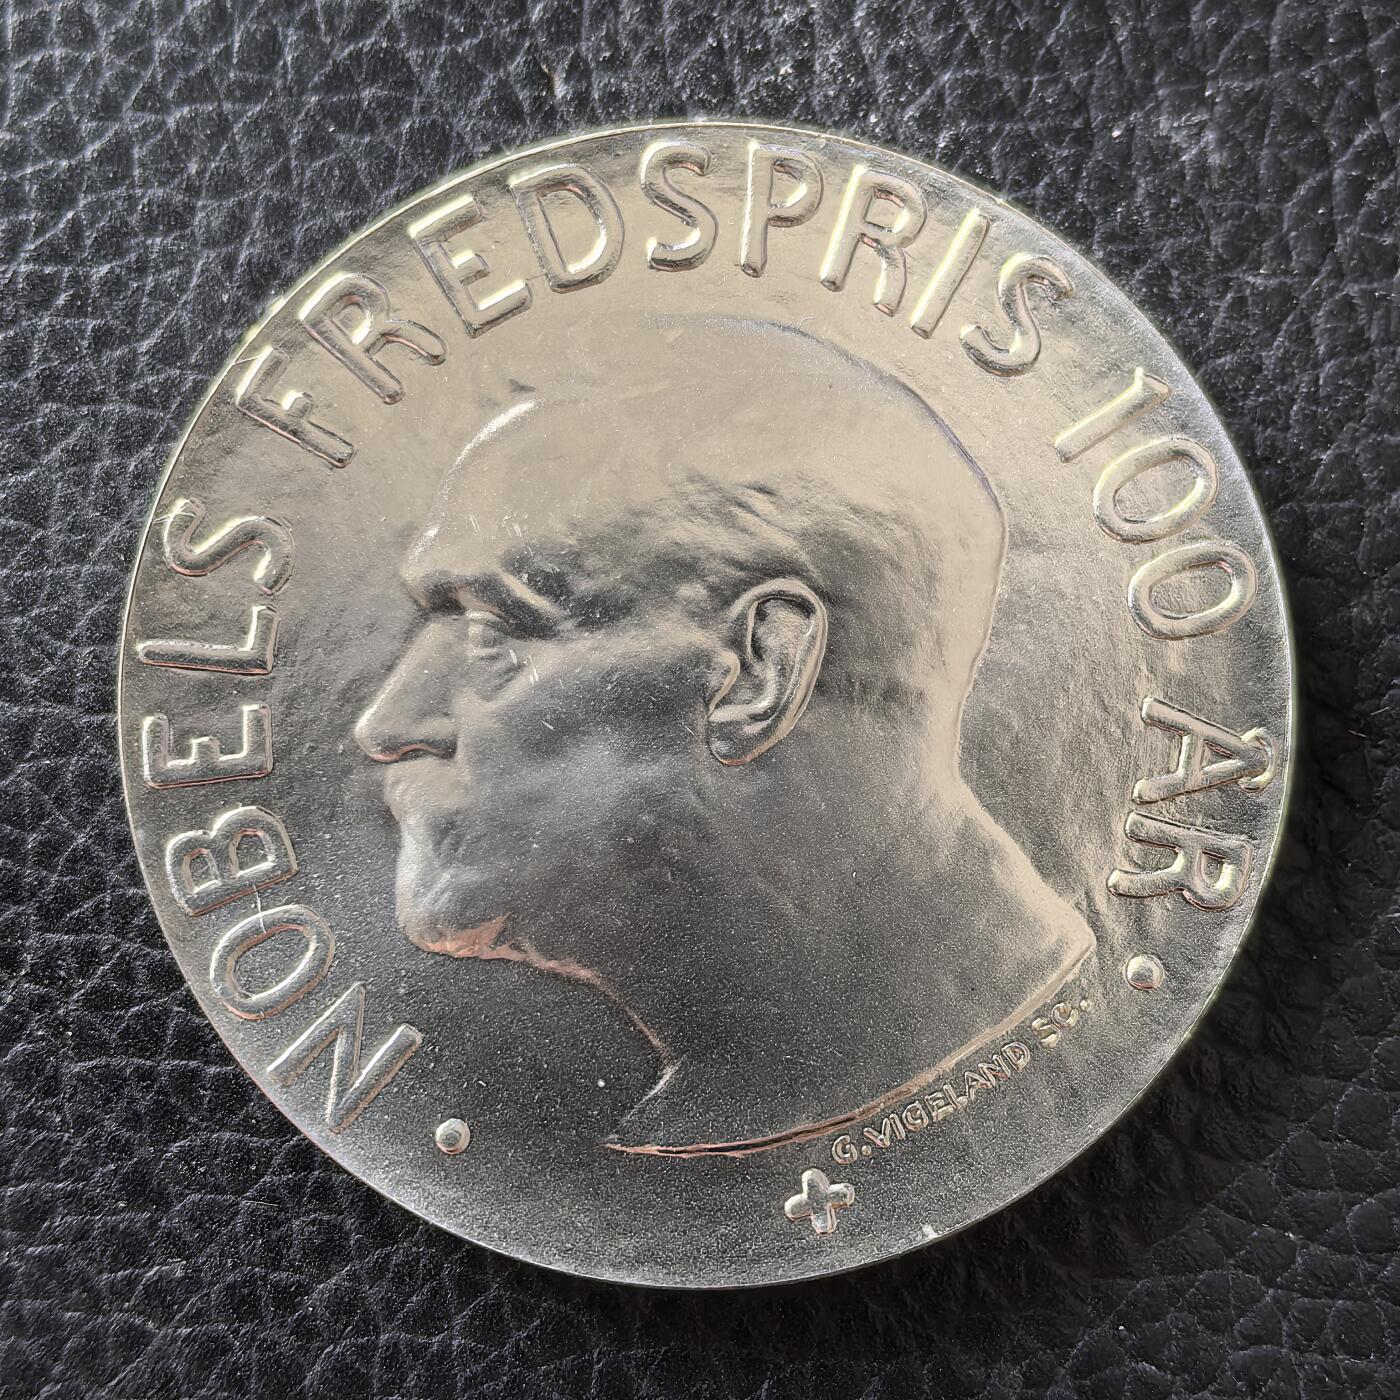 NOBELS FREDSPRIS 100 ÅR
G. VIGELAND SC.